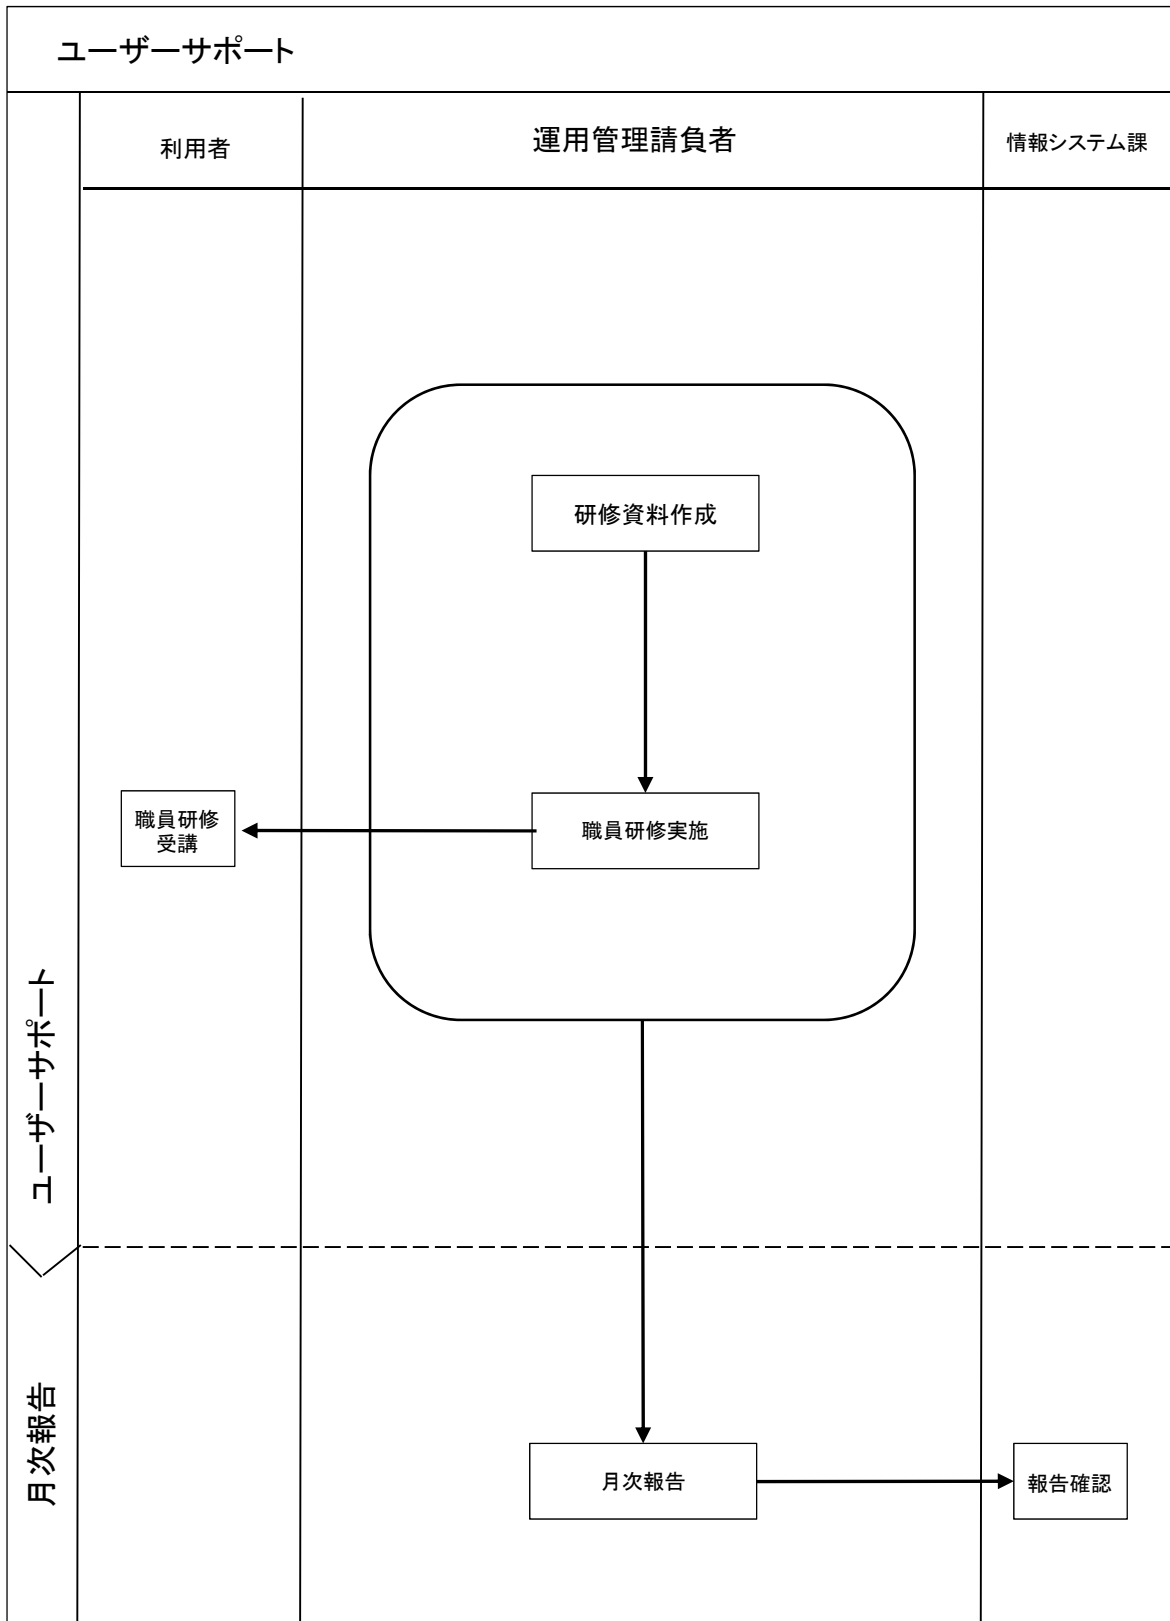 ユーザーサポート
利用者
運用管理請負者
情報システム課
研修資料作成
職員研修
受講
職員研修実施
ユーザーサポート
月次報告
月次報告
報告確認